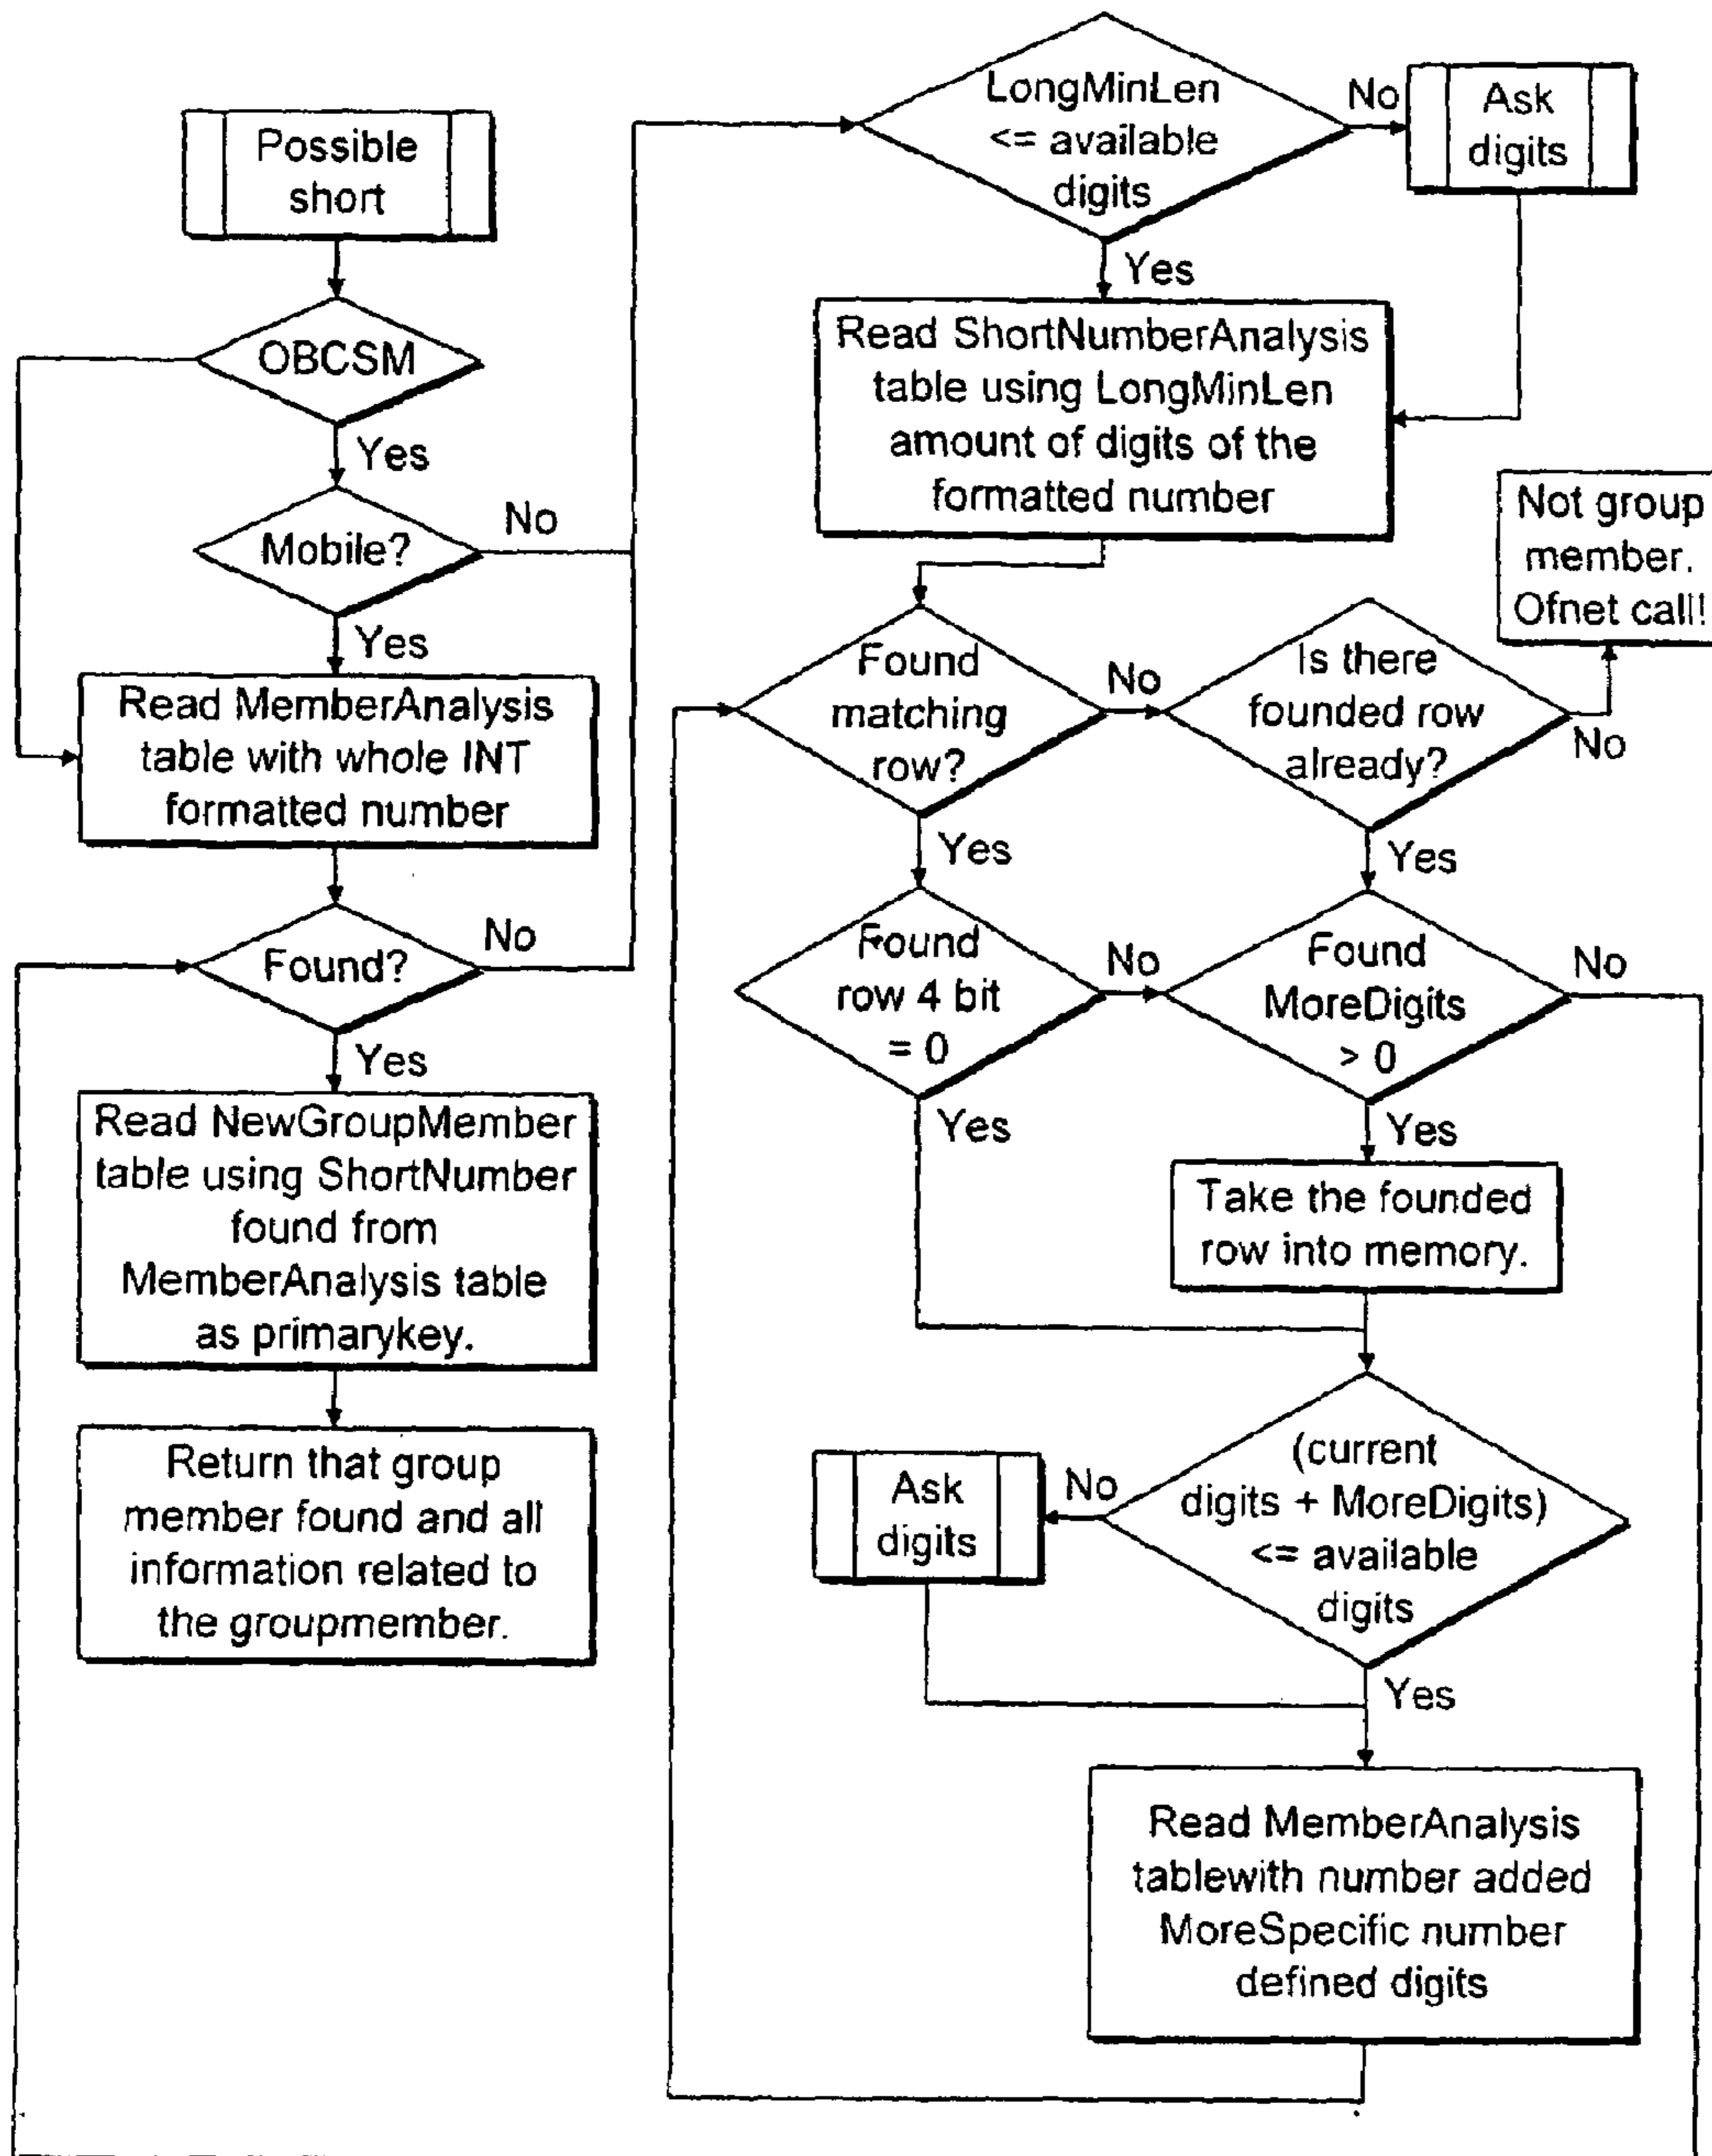 Possible
short
OBCSM
Yes
Mobile?
No
Yes
Read MemberAnalysis
table with whole INT
formatted number
Found?
No
Yes
Read NewGroupMember
table using ShortNumber
found from
MemberAnalysis table
as primarykey.
Return that group
member found and all
information related to
the groupmember.
LongMinLen
<= available
digits
No
Ask
digits
Yes
Read ShortNumberAnalysis
table using LongMinLen
amount of digits of the
formatted number
Not group
member.
Ofnet call!
Found
matching
row?
No
Is there
founded row
already?
No
Yes
Yes
Found
row 4 bit
= 0
No
Found
MoreDigits
> 0
No
Yes
Yes
Take the founded
row into memory.
(current
digits + MoreDigits)
<= available
digits
No
Ask
digits
Yes
Read MemberAnalysis
tablewith number added
MoreSpecific number
defined digits